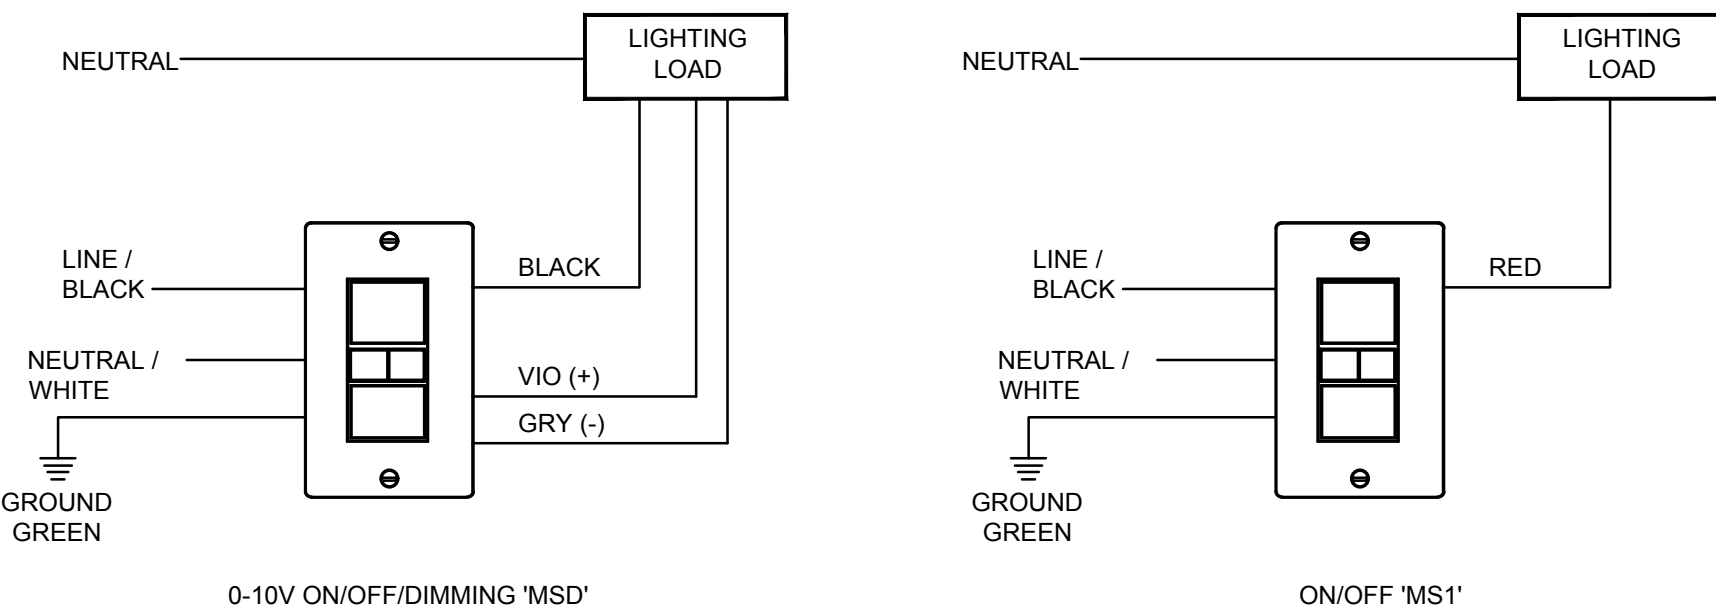 NEUTRAL
LIGHTING
LOAD
LINE /
BLACK
BLACK
NEUTRAL /
WHITE
VIO (+)
GRY (-)
GROUND
GREEN
0-10V ON/OFF/DIMMING 'MSD'
NEUTRAL
LIGHTING
LOAD
LINE /
BLACK
RED
NEUTRAL /
WHITE
GROUND
GREEN
ON/OFF 'MS1'